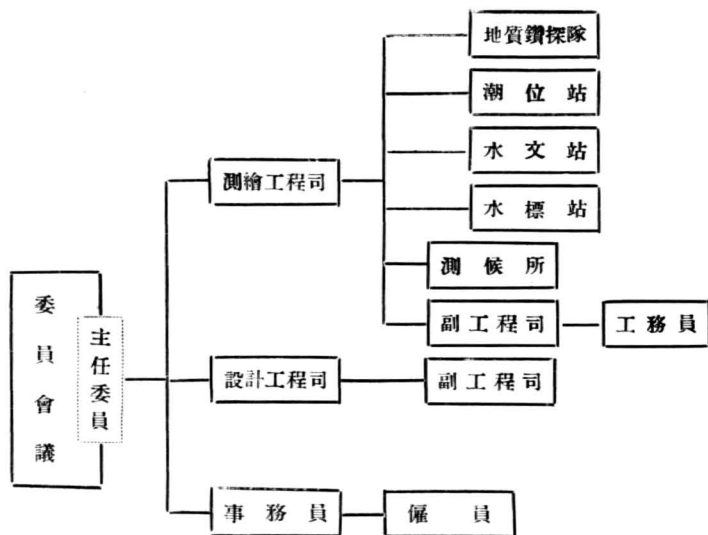 委員會議
主任委員
測繪工程司
地質鑽探隊
潮位站
水文站
水標站
測候所
副工程司
工務員
設計工程司
副工程司
事務員
僱員